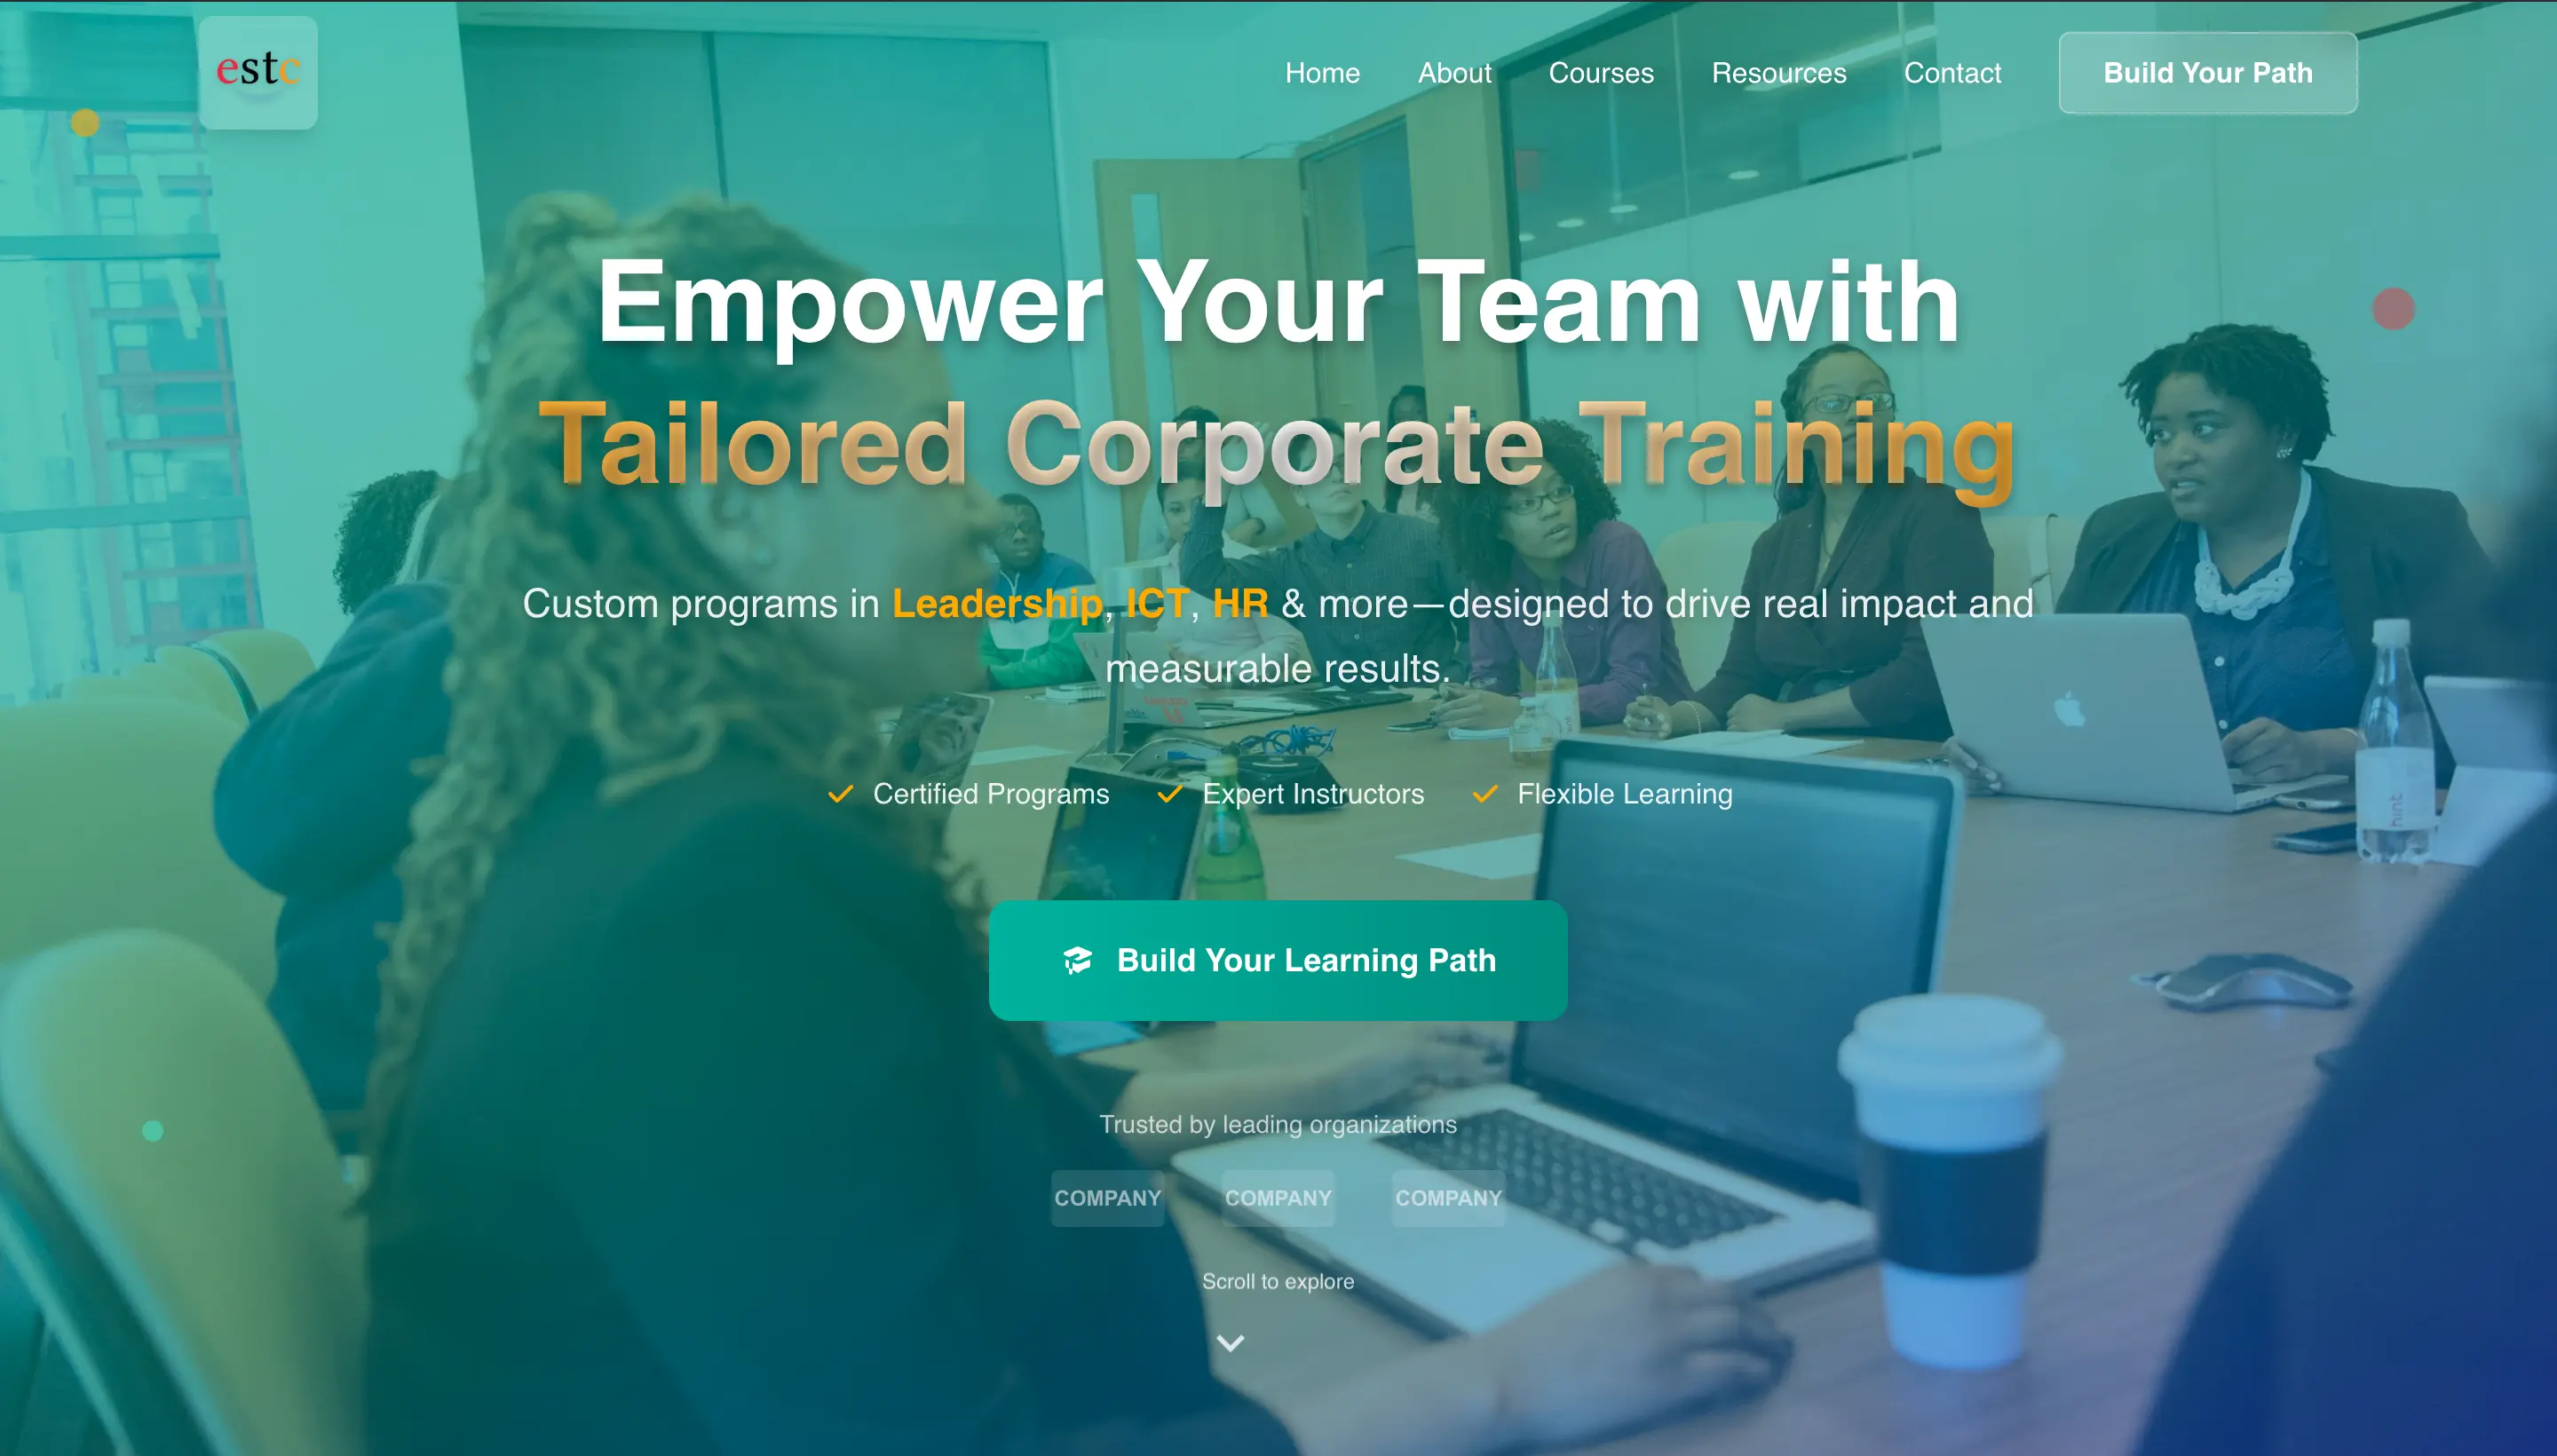 estc
Home
About
Courses
Resources
Contact
Build Your Path
Empower Your Team with
Tailored Corporate Training
Custom programs in Leadership, ICT, HR & more—designed to drive real impact and
measurable results.
Certified Programs
Expert Instructors
Flexible Learning
hint
Build Your Learning Path
Trusted by leading organizations
COMPANY
COMPANY
COMPANY
Scroll to explore